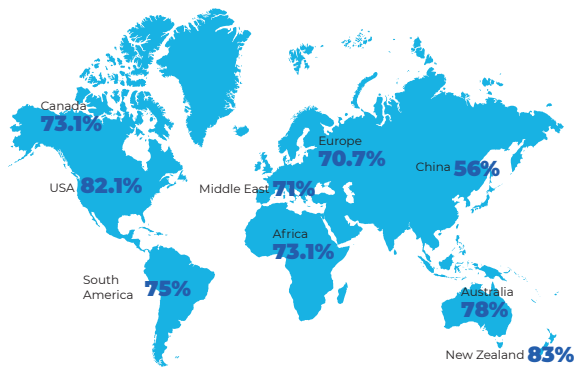 Canada
73.1%
Europe
70.7%
China 56%
USA 82.1%
Middle East 71%
Africa
73.1%
South
America 75%
Australia
78%
New Zealand 83%